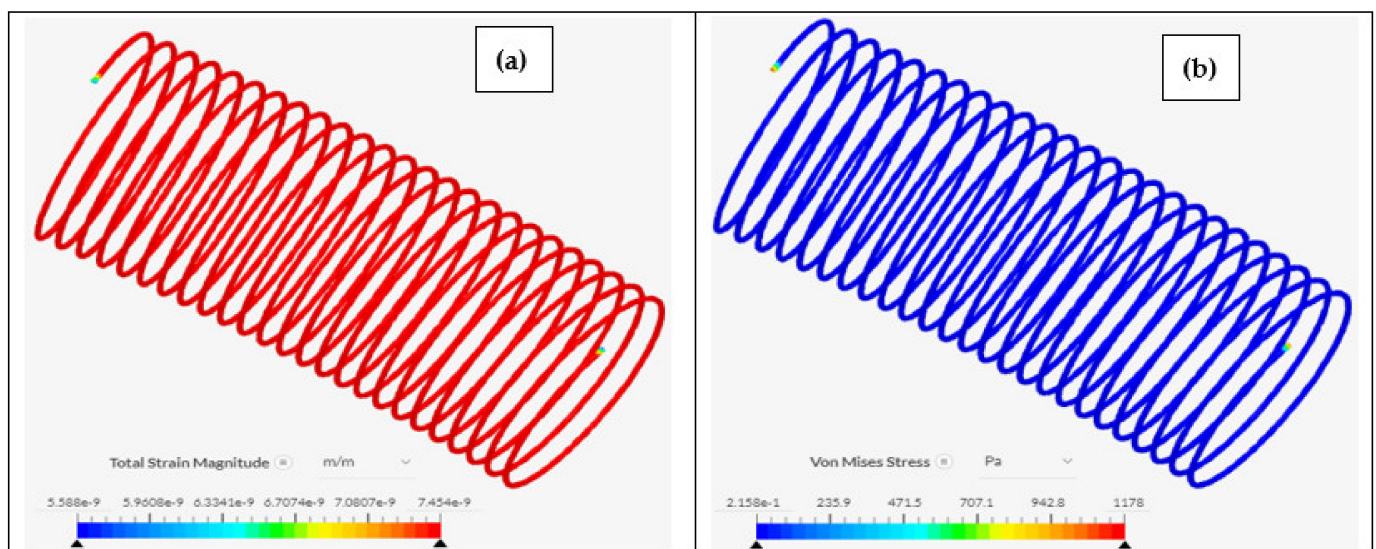 (a)
Total Strain Magnitude m/m
5.588e-9 5.9608e-9 6.3341e-9 6.7074e-9 7.0807e-9 7.454e-9
(b)
Von Mises Stress Pa
2.158e-1 235.9 471.5 707.1 942.8 1178